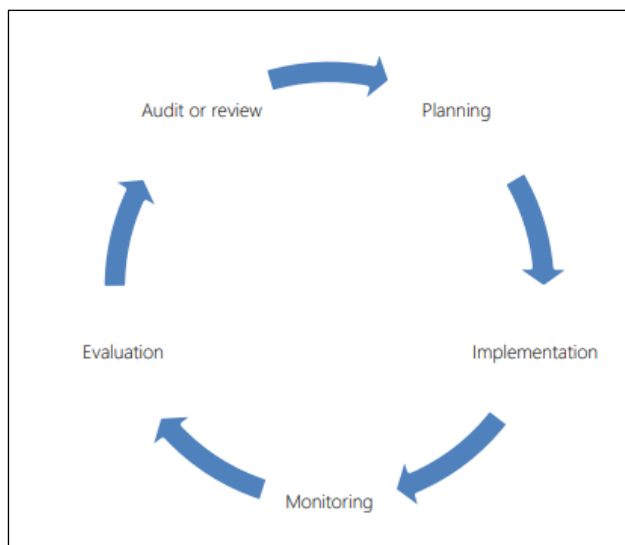 Audit or review
Planning
Evaluation
Implementation
Monitoring